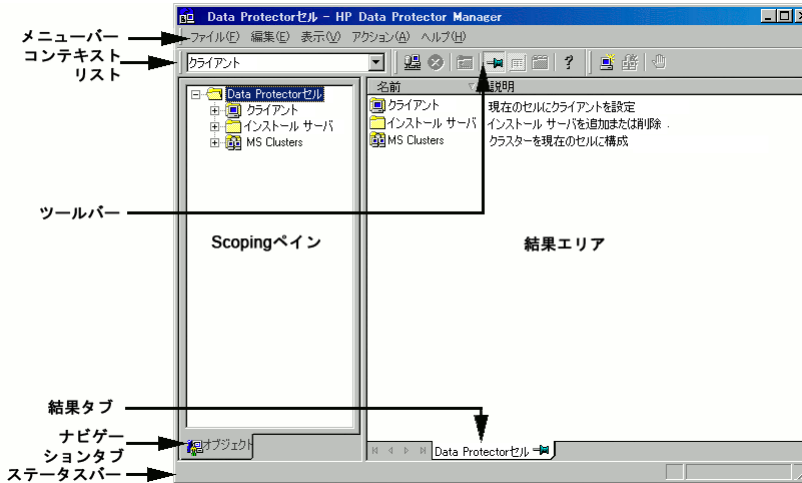 Data Protectorセル - HP Data Protector Manager
メニューバー
ファイル(F) 編集(E) 表示(V) アクション(A) ヘルプ(H)
コンテキスト
リスト
クライアント
名前 説明
Data Protectorセル
クライアント
インストール サーバ
MS Clusters
クライアント 現在のセルにクライアントを設定
インストール サーバ インストール サーバを追加または削除 .
MS Clusters クラスターを現在のセルに構成
ツールバー
Scopingペイン
結果エリア
結果タブ
ナビゲー
ションタブ
オブジェクト
Data Protectorセル
ステータスバー